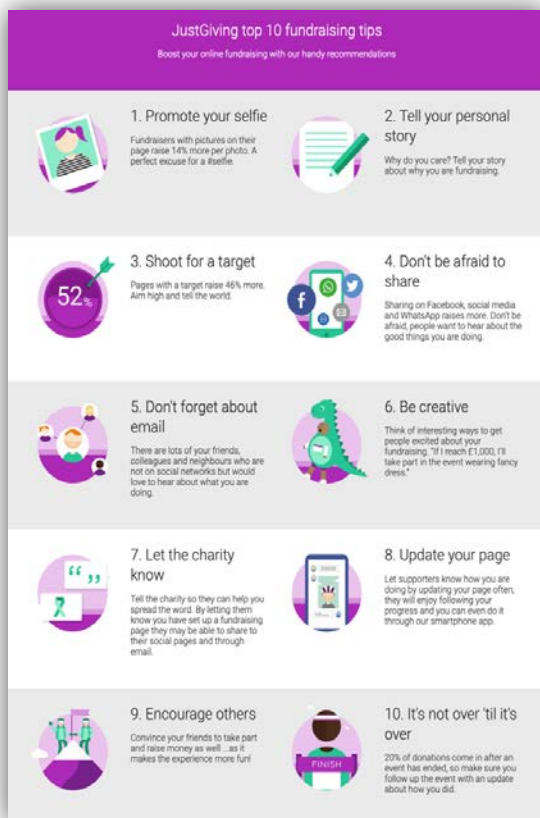 JustGiving top 10 fundraising tips
Boost your online fundraising with our handy recommendations
1. Promote your selfie
Fundraisers with pictures on their
page raise 14% more per photo. A
perfect excuse for a #selfie.
2. Tell your personal
story
Why do you care? Tell your story
about why you are fundraising.
52%
3. Shoot for a target
Pages with a target raise 46% more.
Aim high and tell the world.
4. Don't be afraid to
share
Sharing on Facebook, social media
and WhatsApp raises more. Don't be
afraid, people want to hear about the
good things you are doing.
5. Don't forget about
email
There are lots of your friends,
colleagues and neighbours who are
not on social networks but would
love to hear about what you are
doing.
6. Be creative
Think of interesting ways to get
people excited about your
fundraising. "If I reach £1,000, I'll
take part in the event wearing fancy
dress."
7. Let the charity
know
Tell the charity so they can help you
spread the word. By letting them
know you have set up a fundraising
page they may be able to share to
their social pages and through
email.
8. Update your page
Let supporters know how you are
doing by updating your page often,
they will enjoy following your
progress and you can even do it
through our smartphone app.
9. Encourage others
Convince your friends to take part
and raise money as well ...as it
makes the experience more fun!
FINISH
10. It's not over 'til it's
over
20% of donations come in after an
event has ended, so make sure you
follow up the event with an update
about how you did.